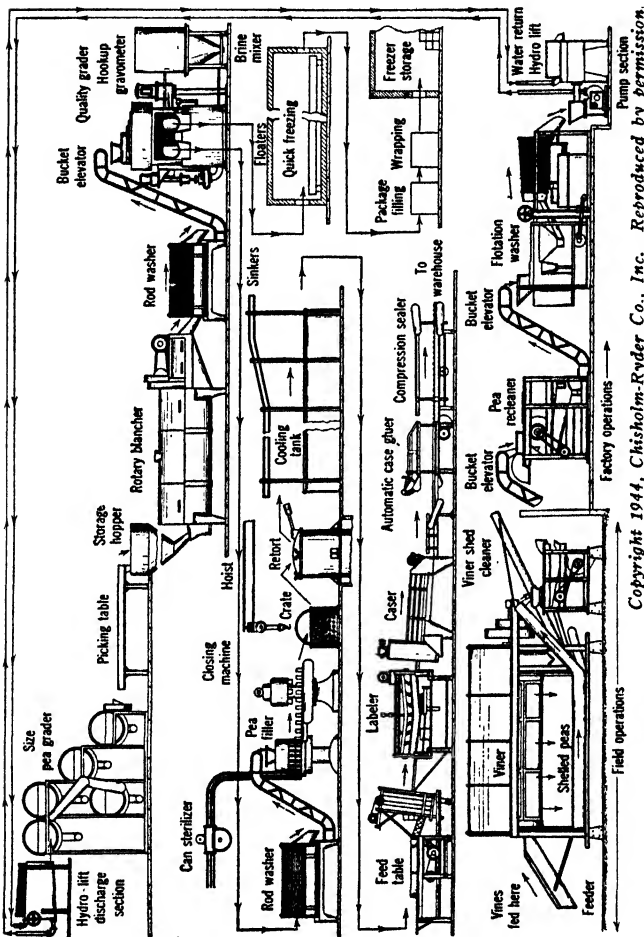 Hydro-lift
discharge
section
Size
pea grader
Picking table
Storage
hopper
Rotary blancher
Rod washer
Bucket
elevator
Quality grader
Hookup
gravometer
Brine
mixer
Can sterilizer
Pea
filler
Closing
machine
Hoist
Crate
Retort
Cooling
tank
Sinkers
Floaters
Quick freezing
Rod washer
Feed
table
Labeler
Caser
Automatic case gluer
Compression sealer
To
warehouse
Package
filling
Wrapping
Freezer
storage
Vines
fed here
Feeder
Viner
Shelled peas
Viner shed
cleaner
Bucket
elevator
Pea
recleaner
Bucket
elevator
Flotation
washer
Water return
Hydro lift
Pump section
Field operations
Factory operations
Copyright 1944, Chisholm-Ryder Co., Inc. Reproduced by permission.